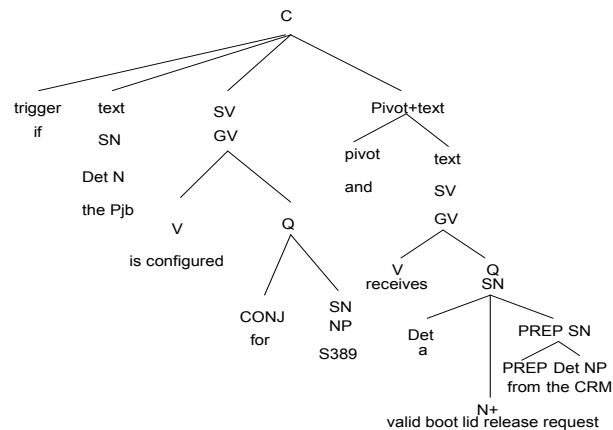 C
trigger text SV Pivot+text
if SN GV pivot text
Det N and SV
the Pjb V Q GV
is configured V Q
receives SN
CONJ SN Det PREP SN
for NP a
S389 PREP Det NP
from the CRM
N+
valid boot lid release request